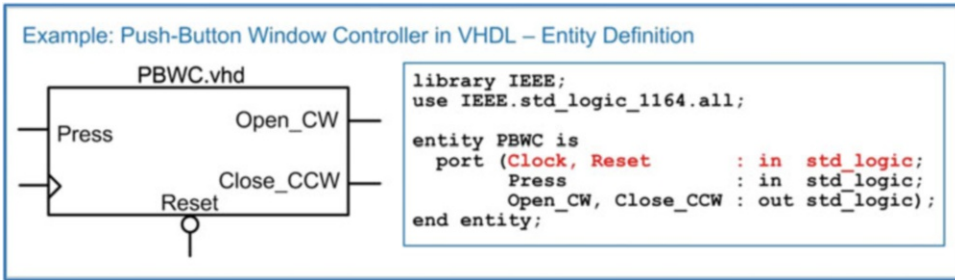 Example: Push-Button Window Controller in VHDL – Entity Definition
PBWC.vhd
Press
Open_CW
Close_CCW
Reset
library IEEE;
use IEEE.std_logic_1164.all;
entity PBWC is
port (Clock, Reset : in std_logic;
Press : in std_logic;
Open_CW, Close_CCW : out std_logic);
end entity;